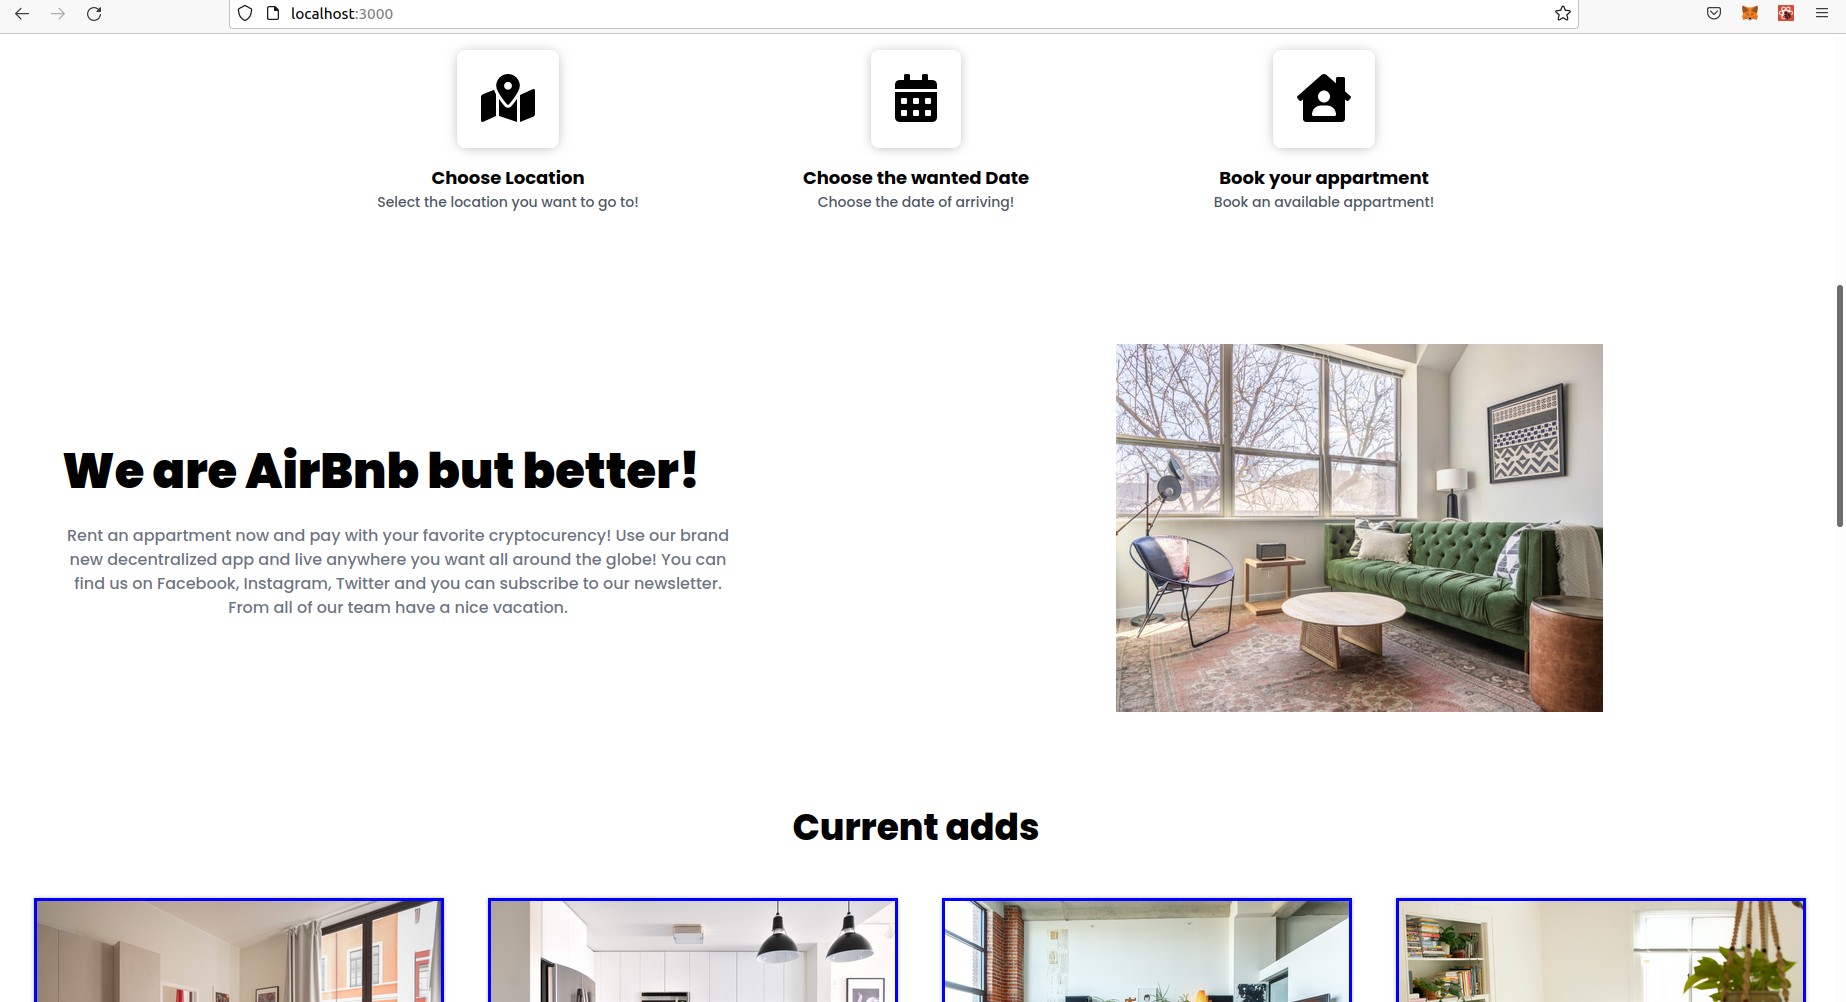 localhost:3000
Choose Location
Select the location you want to go to!
Choose the wanted Date
Choose the date of arriving!
Book your appartment
Book an available appartment!
We are AirBnb but better!
Rent an appartment now and pay with your favorite cryptocurency! Use our brand
new decentralized app and live anywhere you want all around the globe! You can
find us on Facebook, Instagram, Twitter and you can subscribe to our newsletter.
From all of our team have a nice vacation.
Current adds